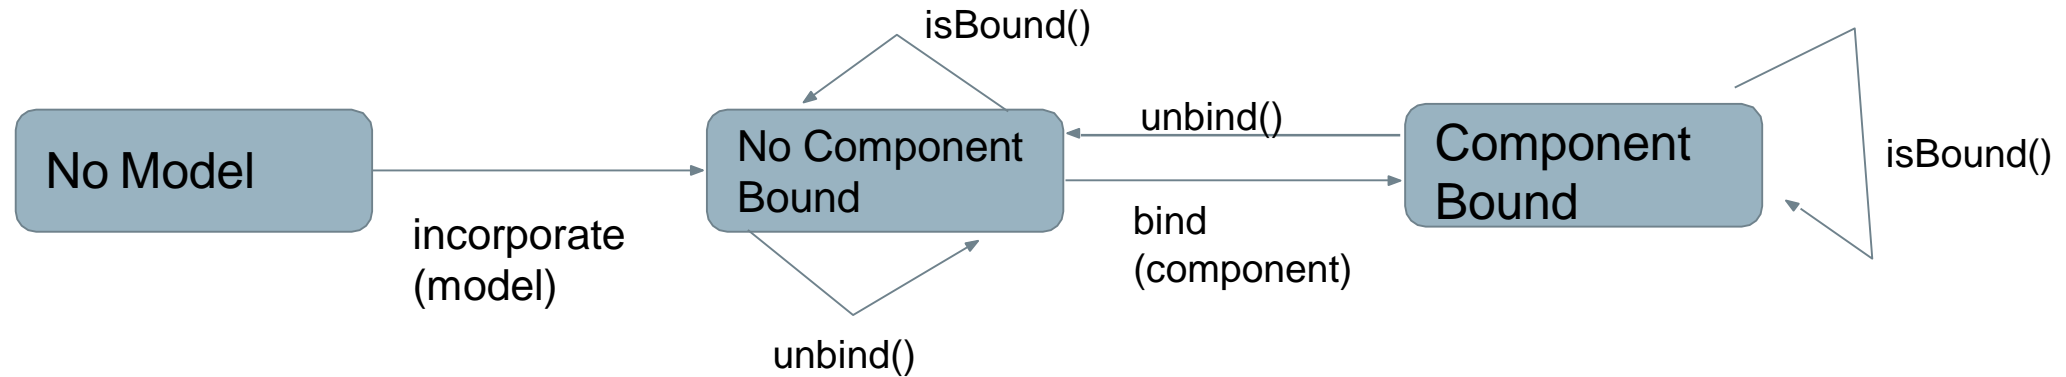 isBound()
No Model
incorporate
(model)
No Component
Bound
unbind()
unbind()
bind
(component)
Component
Bound
isBound()